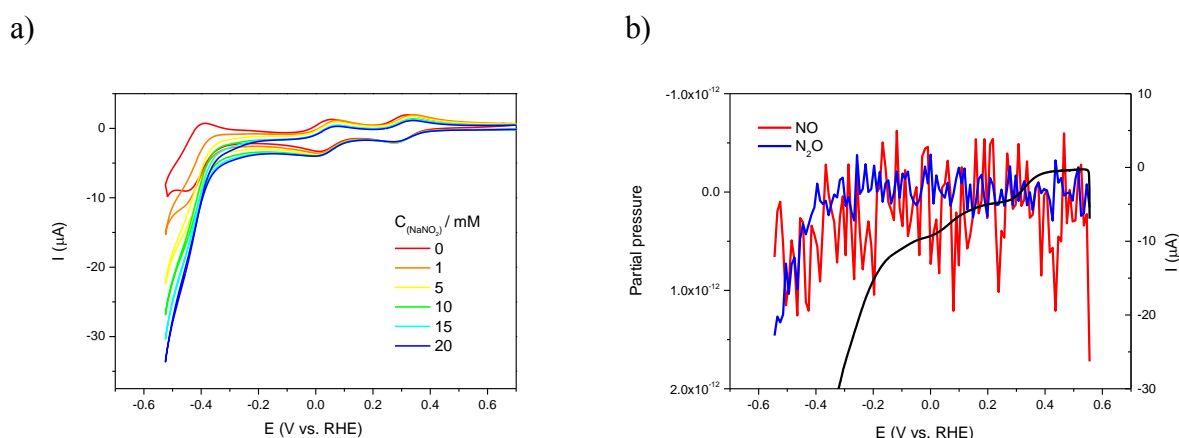 a)
b)
0
-10
-20
-30
-0.6
-0.4
-0.2
0.0
0.2
0.4
0.6
I (μA)
E (V vs. RHE)
C(NaNO2) / mM
0
1
5
10
15
20
-1.0x10-12
0.0
1.0x10-12
2.0x10-12
Partial pressure
NO
N2O
10
0
-10
-20
-30
I (μA)
-0.6
-0.4
-0.2
0.0
0.2
0.4
0.6
E (V vs. RHE)